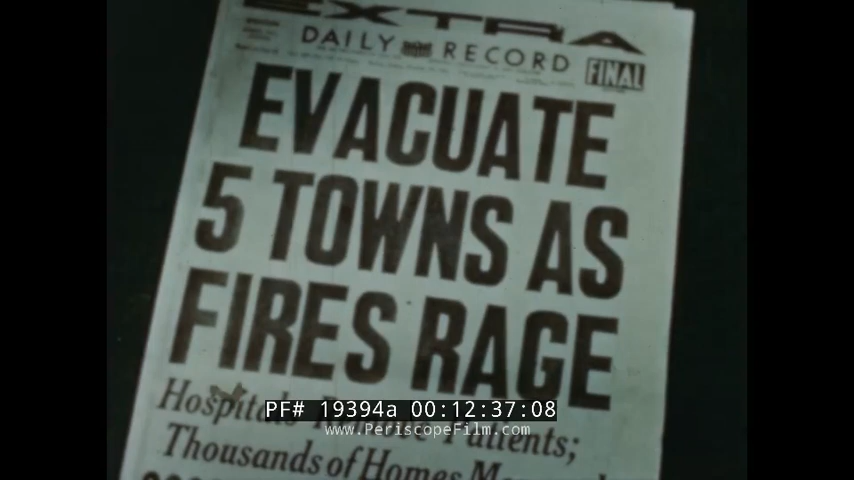 EXTRA
DAILY RECORD
FINAL
EVACUATE
5 TOWNS AS
FIRES RAGE
Hospitals Patients;
Thousands of Homes
PF# 19394a 00:12:37:08
www.PeriscopeFilm.com